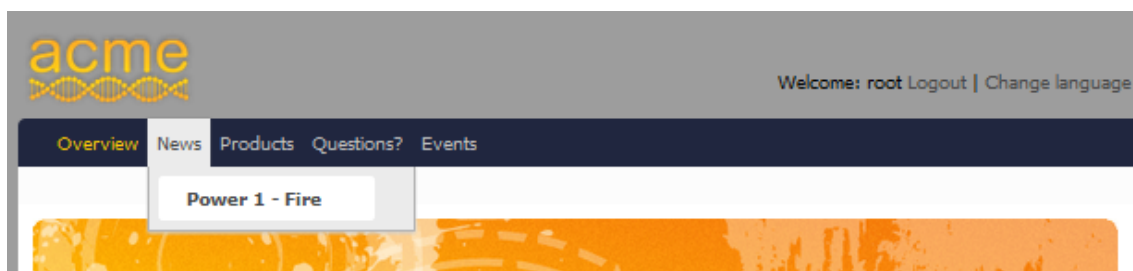 acme
Welcome: root Logout | Change language
Overview News Products Questions? Events
Power 1 - Fire